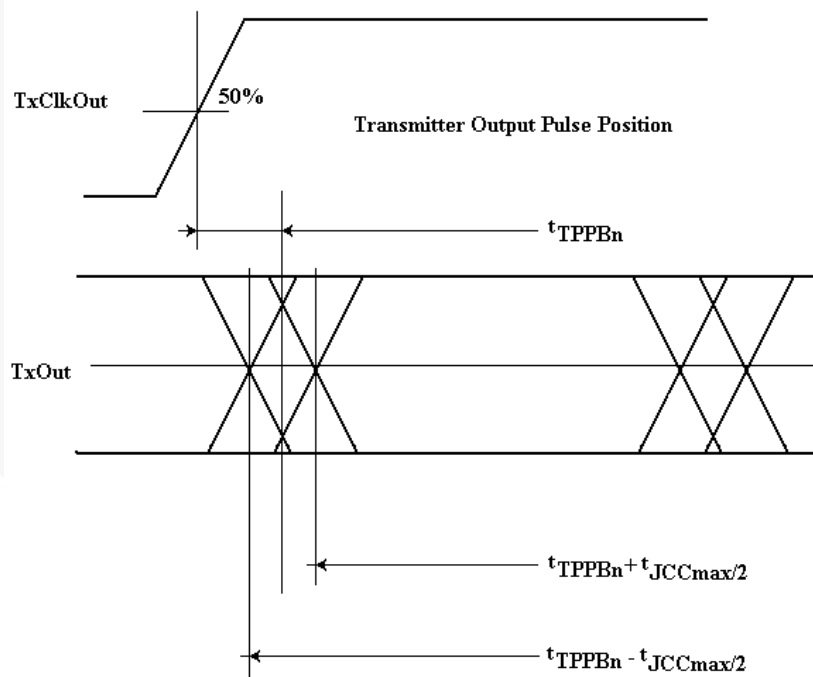 TxClkOut
50%
Transmitter Output Pulse Position
tTPPBn
TxOut
tTPPBn+ tJCCmax/2
tTPPBn - tJCCmax/2